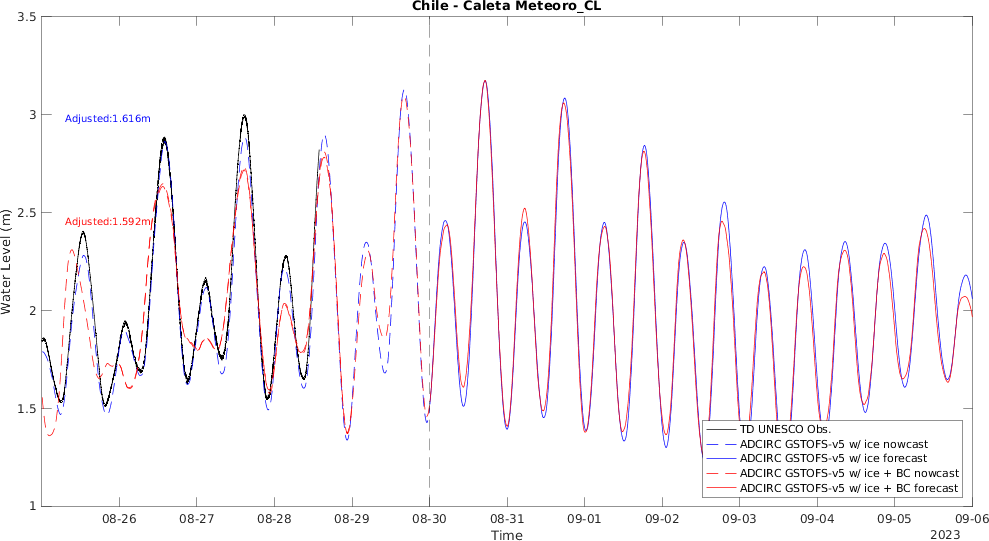 Chile - Caleta Meteoro_CL
3.5
3
2.5
2
1.5
1
Water Level (m)
Adjusted:1.616m
Adjusted:1.592m
TD UNESCO Obs.
ADCIRC GSTOFS-v5 w/ ice nowcast
ADCIRC GSTOFS-v5 w/ ice forecast
ADCIRC GSTOFS-v5 w/ ice + BC nowcast
ADCIRC GSTOFS-v5 w/ ice + BC forecast
08-26 08-27 08-28 08-29 08-30 08-31 09-01 09-02 09-03 09-04 09-05 09-06
Time
2023